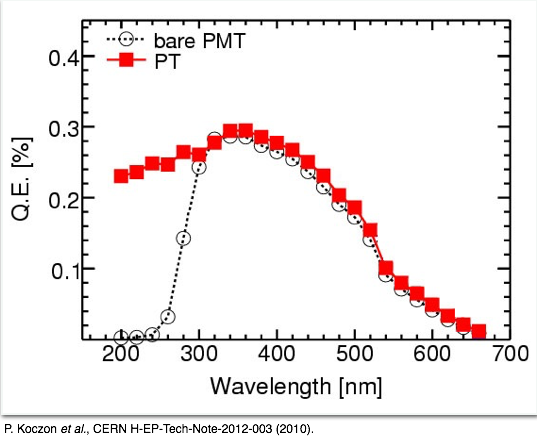 bare PMT
PT
Q.E. [%]
0.4
0.3
0.2
0.1
200 300 400 500 600 700
Wavelength [nm]
P. Koczon et al., CERN H-EP-Tech-Note-2012-003 (2010).